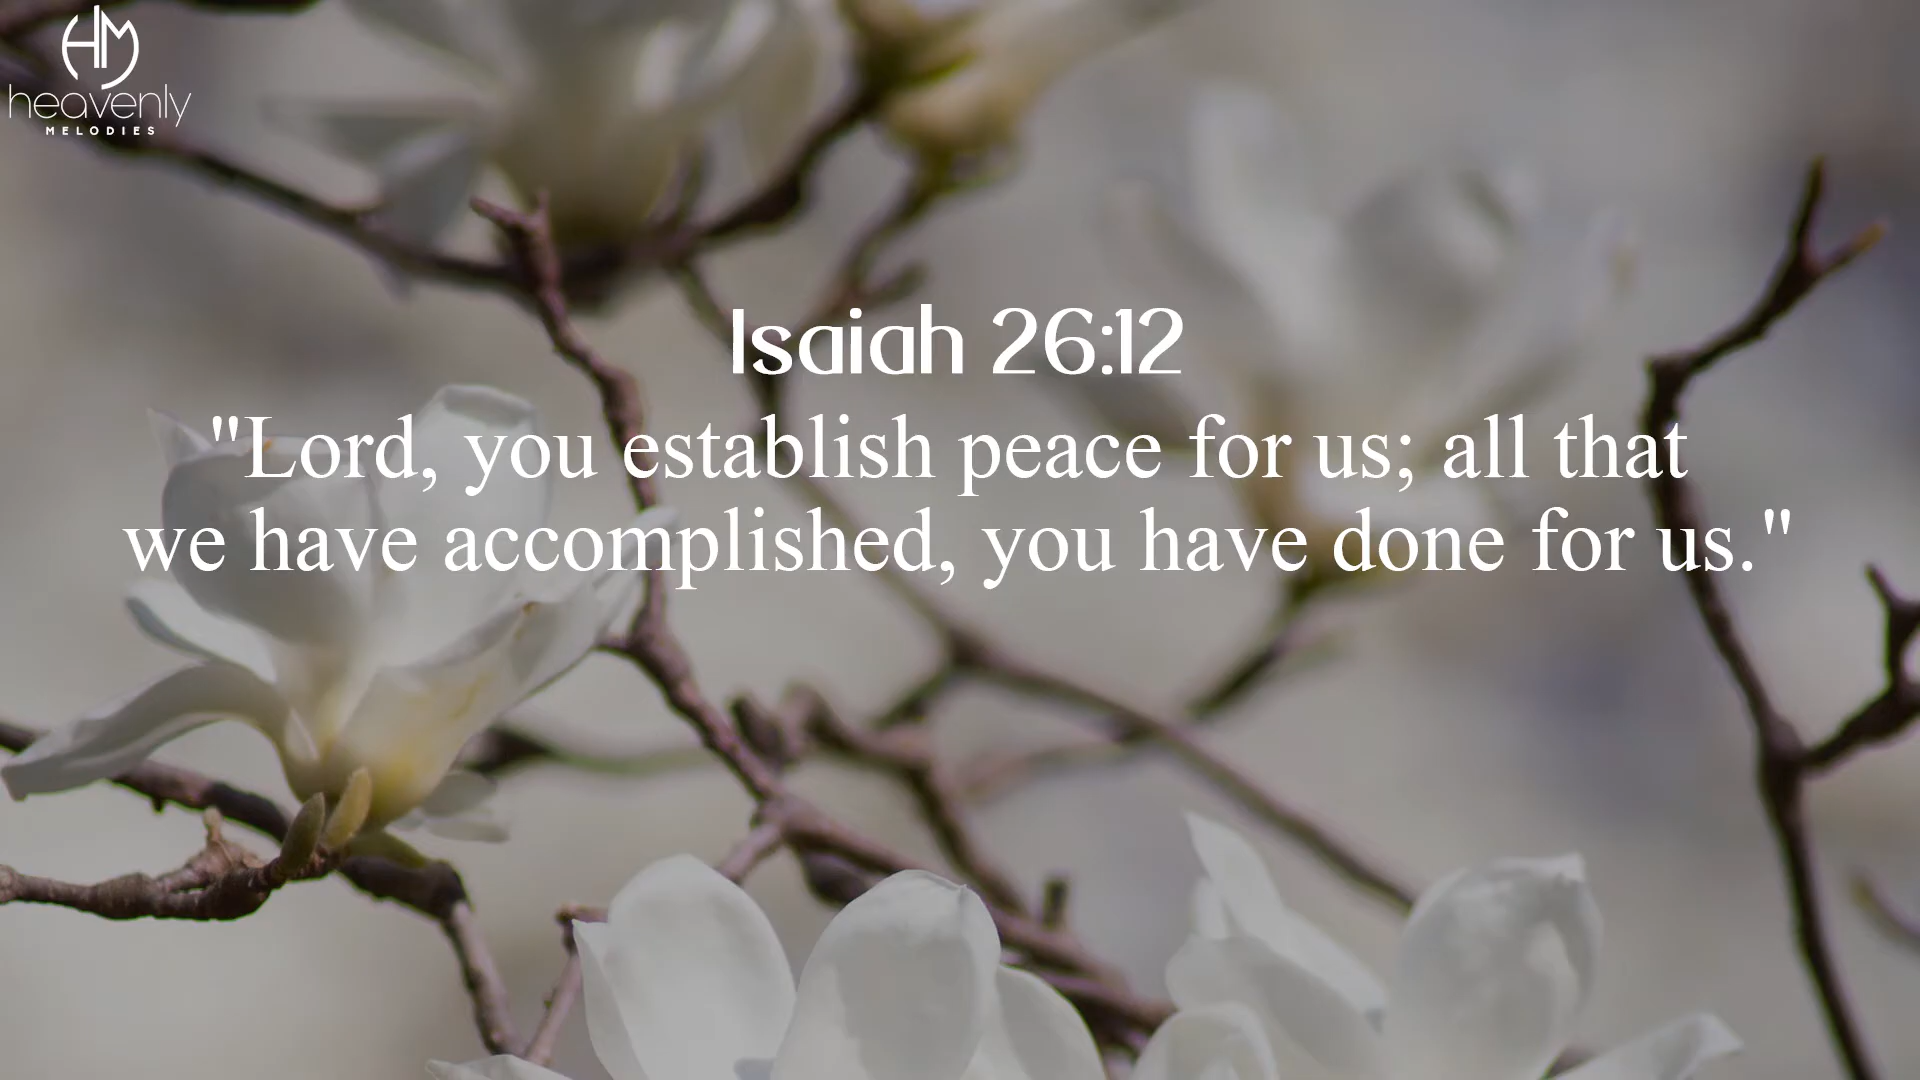 HM
heavenly
MELODIES
Isaiah 26:12
"Lord, you establish peace for us; all that
we have accomplished, you have done for us."